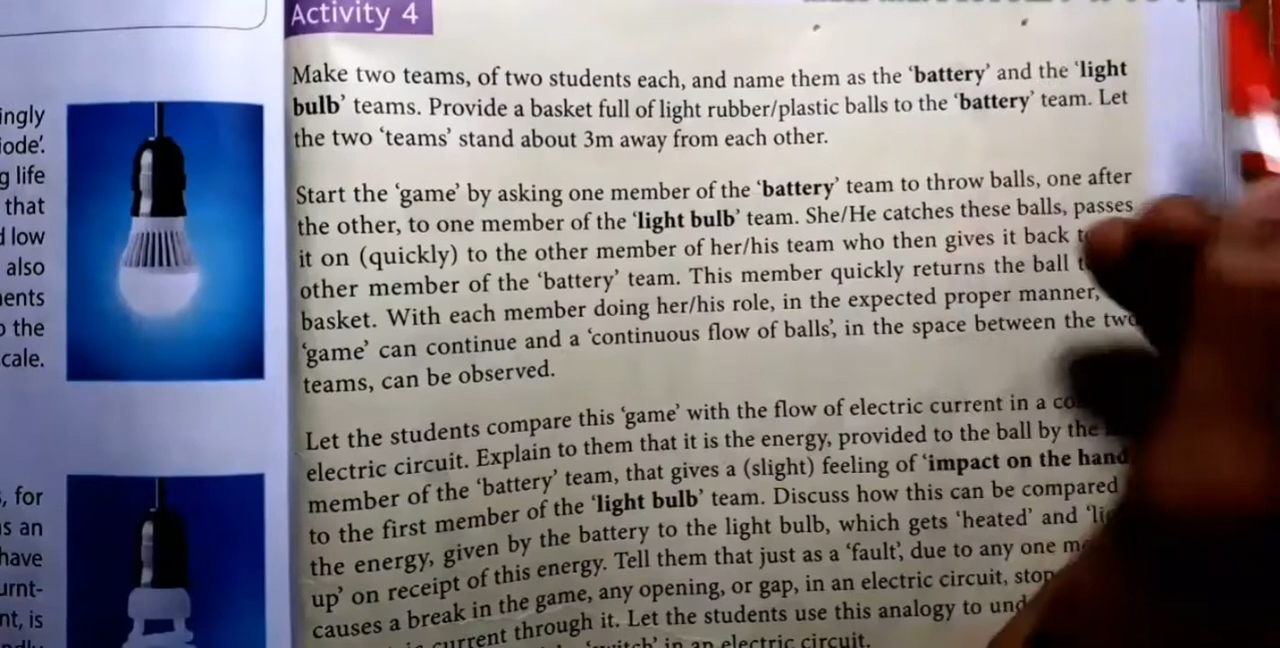 Activity 4
Make two teams, of two students each, and name them as the 'battery' and the 'light
bulb' teams. Provide a basket full of light rubber/plastic balls to the 'battery' team. Let
the two 'teams' stand about 3m away from each other.
Start the 'game' by asking one member of the 'battery' team to throw balls, one after
the other, to one member of the 'light bulb' team. She/He catches these balls, passes
it on (quickly) to the other member of her/his team who then gives it back
other member of the 'battery' team. This member quickly returns the ball
basket. With each member doing her/his role, in the expected proper manner,
'game' can continue and a 'continuous flow of balls', in the space between the two
teams, can be observed.
Let the students compare this 'game' with the flow of electric current in a
electric circuit. Explain to them that it is the energy, provided to the ball by the
member of the 'battery' team, that gives a (slight) feeling of 'impact on the hand
to the first member of the 'light bulb' team. Discuss how this can be compared
the energy, given by the battery to the light bulb, which gets 'heated' and
up' on receipt of this energy. Tell them that just as a 'fault', due to any one
causes a break in the game, any opening, or gap, in an electric circuit,
current through it. Let the students use this analogy to
'switch' in an electric circuit.
ingly
iode'.
g life
that
d low
also
nents
o the
cale.
, for
as an
have
urnt-
nt, is